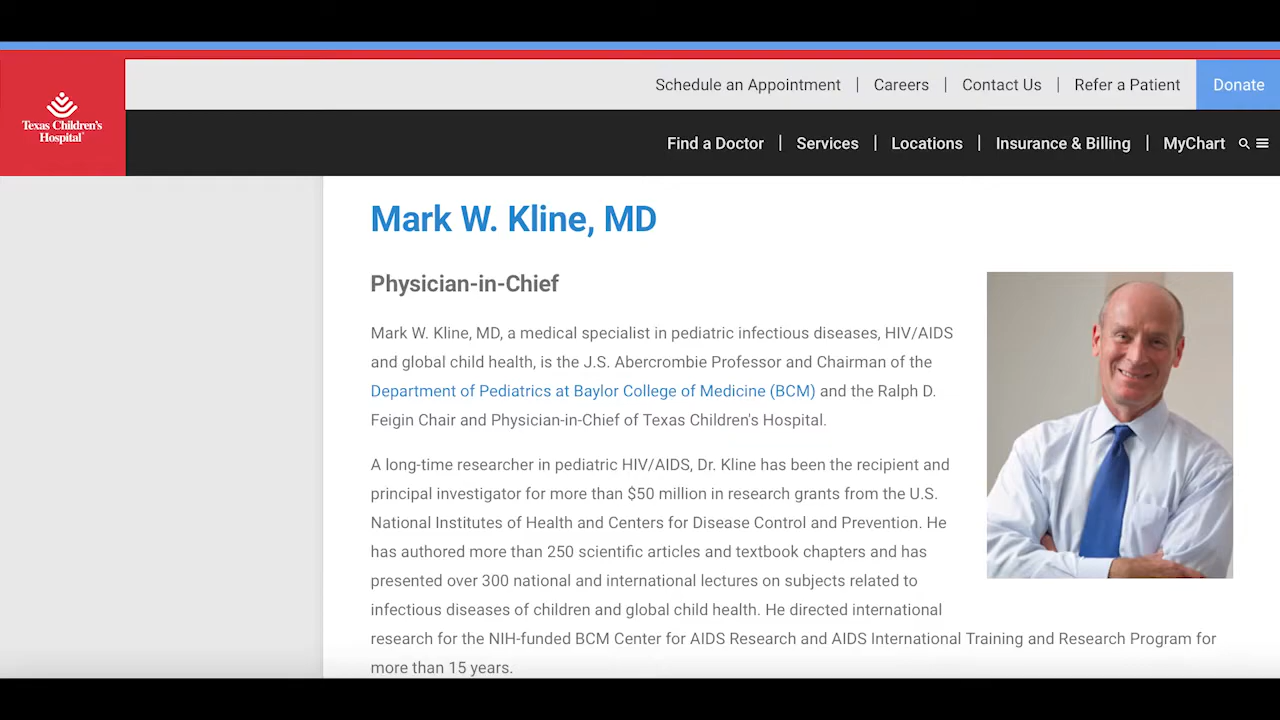 Schedule an Appointment | Careers | Contact Us | Refer a Patient Donate
Texas Children's
Hospital
Find a Doctor | Services | Locations | Insurance & Billing | MyChart
Mark W. Kline, MD
Physician-in-Chief
Mark W. Kline, MD, a medical specialist in pediatric infectious diseases, HIV/AIDS
and global child health, is the J.S. Abercrombie Professor and Chairman of the
Department of Pediatrics at Baylor College of Medicine (BCM) and the Ralph D.
Feigin Chair and Physician-in-Chief of Texas Children's Hospital.
A long-time researcher in pediatric HIV/AIDS, Dr. Kline has been the recipient and
principal investigator for more than $50 million in research grants from the U.S.
National Institutes of Health and Centers for Disease Control and Prevention. He
has authored more than 250 scientific articles and textbook chapters and has
presented over 300 national and international lectures on subjects related to
infectious diseases of children and global child health. He directed international
research for the NIH-funded BCM Center for AIDS Research and AIDS International Training and Research Program for
more than 15 years.